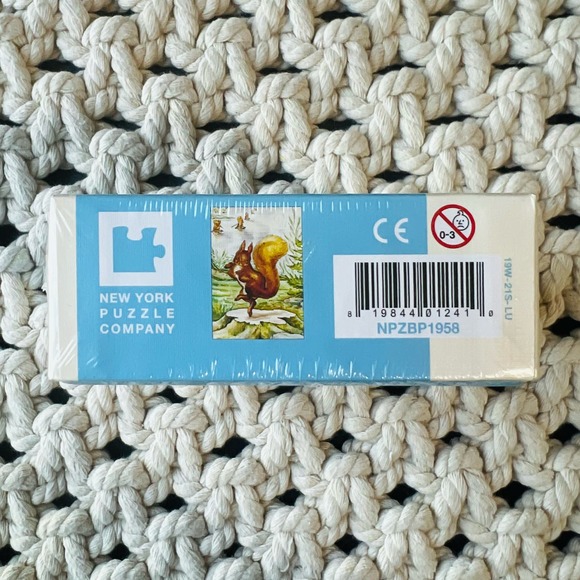 NEW YORK
PUZZLE
COMPANY
CE
0-3
8 19844 01241 0
NPZBP1958
19W-21S-LU